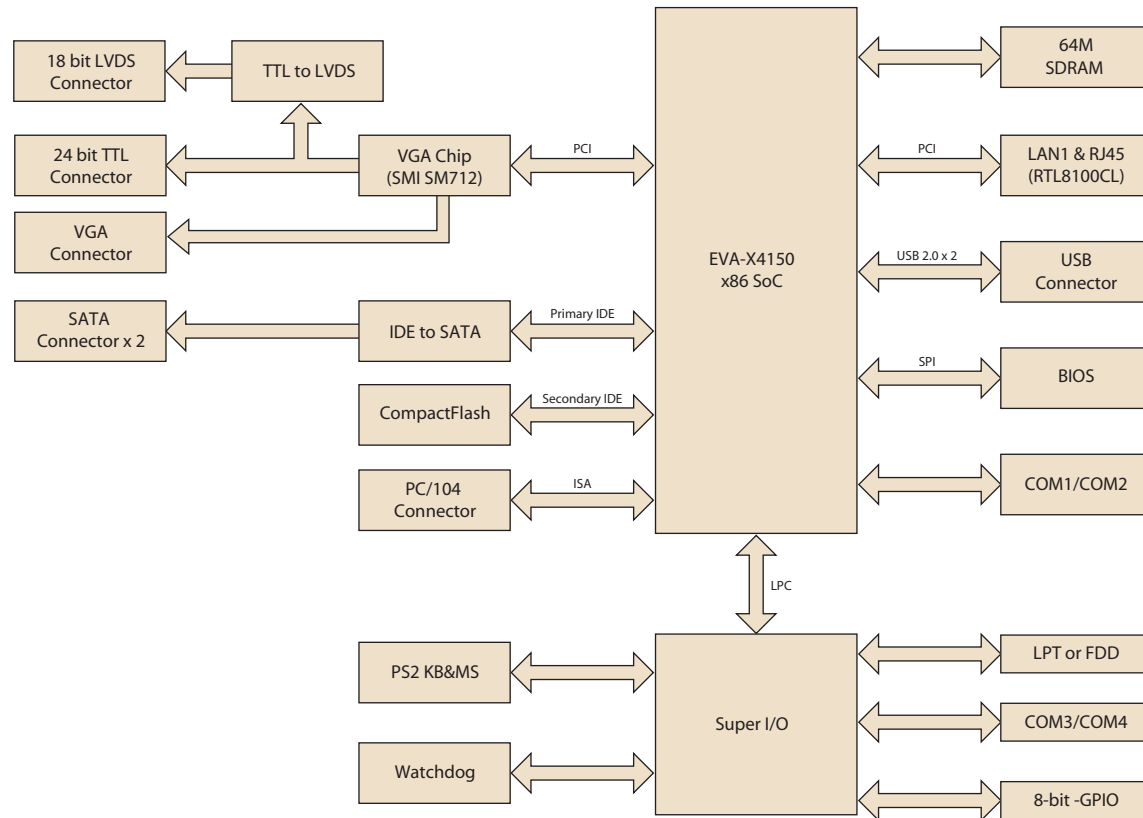 18 bit LVDS
Connector
TTL to LVDS
64M
SDRAM
24 bit TTL
Connector
VGA Chip
(SMI SM712)
PCI
PCI
LAN1 & RJ45
(RTL8100CL)
VGA
Connector
EVA-X4150
x86 SoC
USB 2.0 x 2
USB
Connector
SATA
Connector x 2
IDE to SATA
Primary IDE
SPI
BIOS
CompactFlash
Secondary IDE
PC/104
Connector
ISA
COM1/COM2
LPC
PS2 KB&MS
LPT or FDD
Super I/O
COM3/COM4
Watchdog
8-bit -GPIO